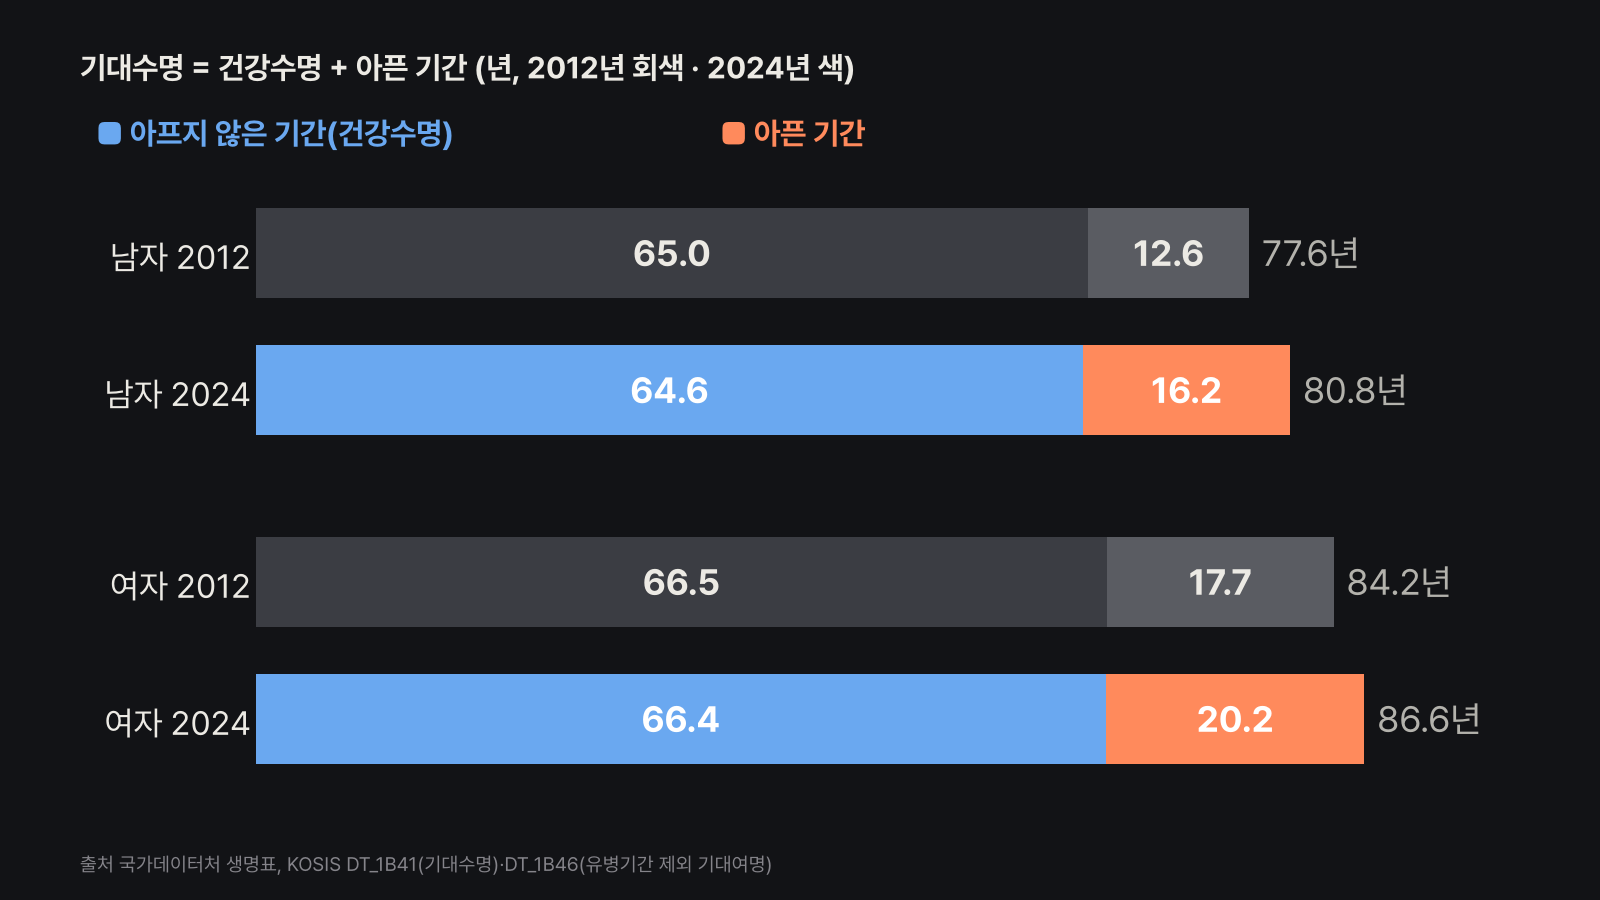 기대수명 = 건강수명 + 아픈 기간 (년, 2012년 회색 · 2024년 색)
아프지 않은 기간(건강수명) 아픈 기간
남자 2012 65.0 12.6 77.6년
남자 2024 64.6 16.2 80.8년
여자 2012 66.5 17.7 84.2년
여자 2024 66.4 20.2 86.6년
출처 국가데이터처 생명표, KOSIS DT_1B41(기대수명)·DT_1B46(유병기간 제외 기대여명)